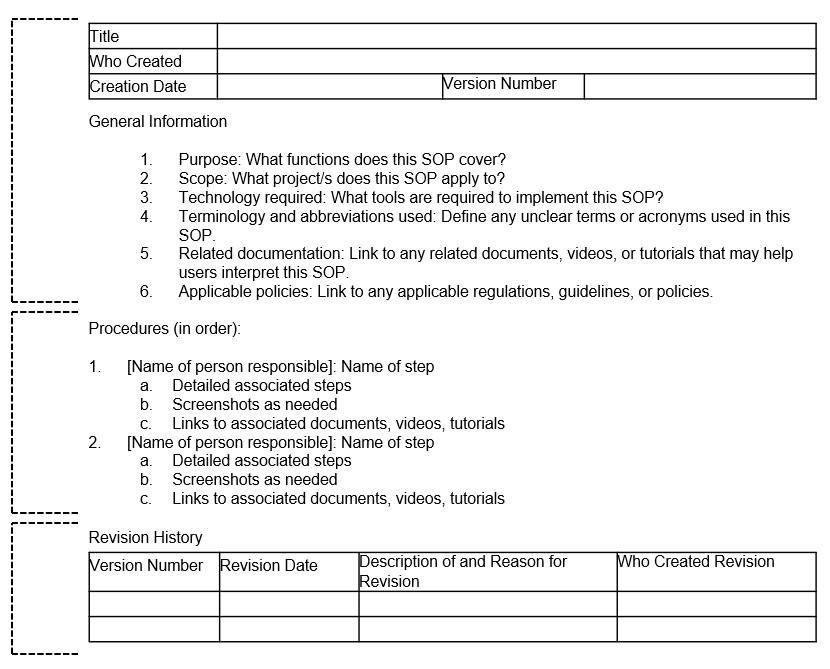 Title
Who Created
Creation Date Version Number
General Information
1. Purpose: What functions does this SOP cover?
2. Scope: What project/s does this SOP apply to?
3. Technology required: What tools are required to implement this SOP?
4. Terminology and abbreviations used: Define any unclear terms or acronyms used in this
SOP.
5. Related documentation: Link to any related documents, videos, or tutorials that may help
users interpret this SOP.
6. Applicable policies: Link to any applicable regulations, guidelines, or policies.
Procedures (in order):
1. [Name of person responsible]: Name of step
a. Detailed associated steps
b. Screenshots as needed
c. Links to associated documents, videos, tutorials
2. [Name of person responsible]: Name of step
a. Detailed associated steps
b. Screenshots as needed
c. Links to associated documents, videos, tutorials
Revision History
Version Number Revision Date Description of and Reason for
Revision Who Created Revision